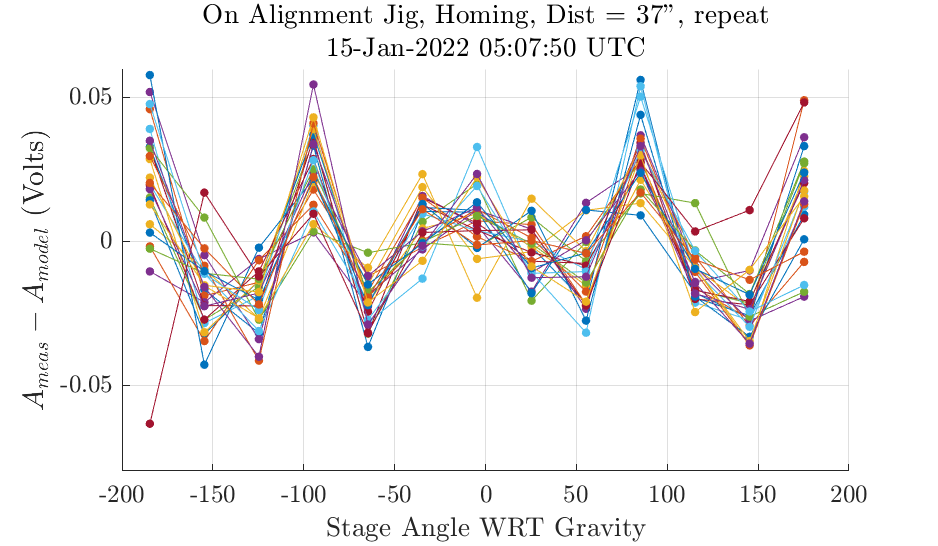 On Alignment Jig, Homing, Dist = 37", repeat
15-Jan-2022 05:07:50 UTC
0.05
0
-0.05
A_meas − A_model (Volts)
-200 -150 -100 -50 0 50 100 150 200
Stage Angle WRT Gravity